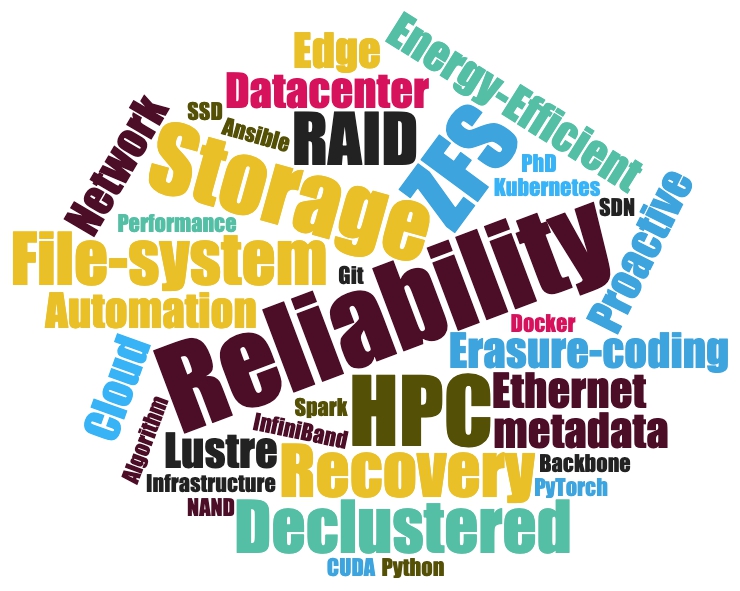 Edge
Energy-Efficient
Datacenter
SSD
Ansible
RAID
ZFS
Network
Storage
PhD
Kubernetes
SDN
Proactive
Performance
File-system
Git
Reliability
Automation
Docker
Cloud
Erasure-coding
Ethernet
HPC
Spark
metadata
Algorithm
InfiniBand
Lustre
Recovery
Backbone
Infrastructure
PyTorch
NAND
Declustered
CUDA
Python